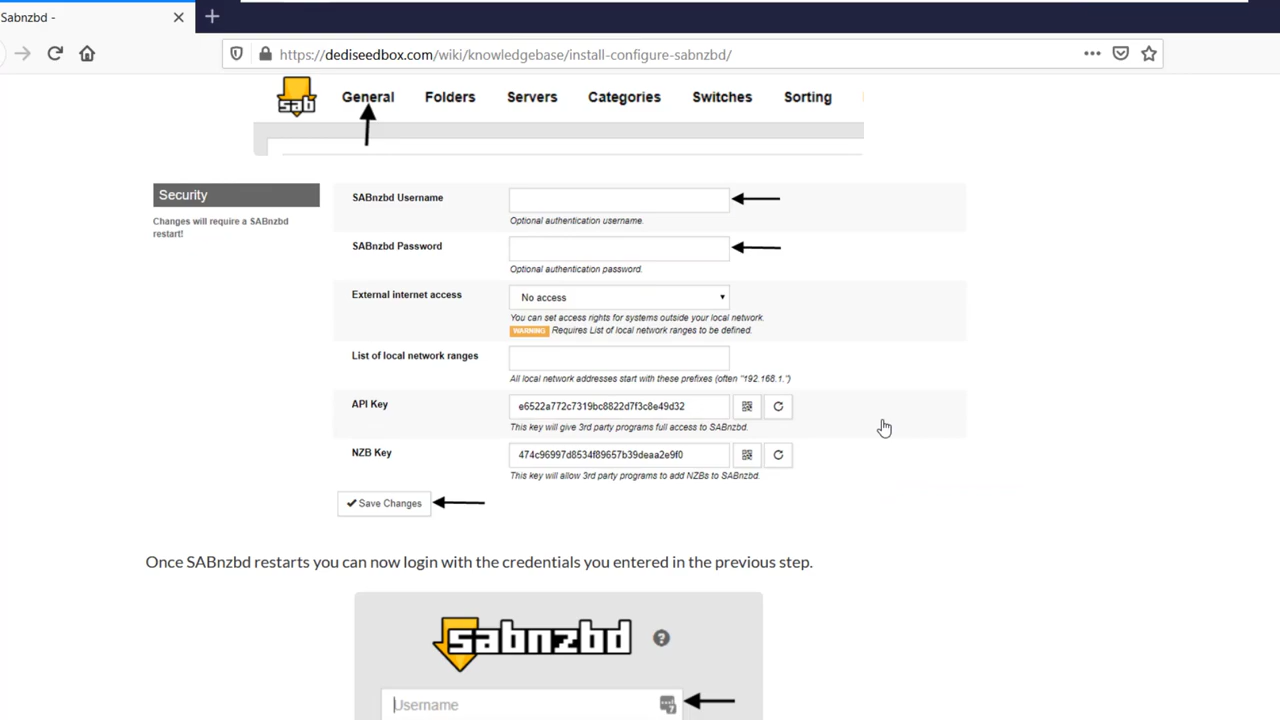 Sabnzbd -
https://dediseedbox.com/wiki/knowledgebase/install-configure-sabnzbd/
sab General Folders Servers Categories Switches Sorting
Security
Changes will require a SABnzbd
restart!
SABnzbd Username
Optional authentication username.
SABnzbd Password
Optional authentication password.
External internet access No access
You can set access rights for systems outside your local network.
WARNING Requires List of local network ranges to be defined.
List of local network ranges
All local network addresses start with these prefixes (often "192.168.1.")
API Key e6522a772c7319bc8822d7f3c8e49d32
This key will give 3rd party programs full access to SABnzbd.
NZB Key 474c96997d8534f89657b39deaa2e9f0
This key will allow 3rd party programs to add NZBs to SABnzbd.
Save Changes
Once SABnzbd restarts you can now login with the credentials you entered in the previous step.
sabnzbd ?
Username